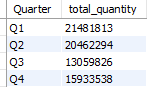 Quarter total_quantity
Q1 21481813
Q2 20462294
Q3 13059826
Q4 15933538